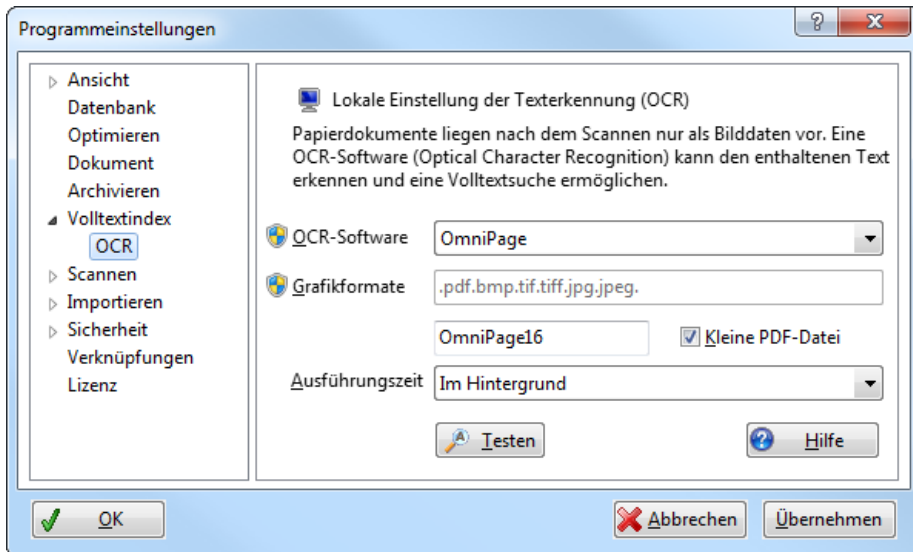 Programmeinstellungen
Ansicht
Datenbank
Optimieren
Dokument
Archivieren
Volltextindex
OCR
Scannen
Importieren
Sicherheit
Verknüpfungen
Lizenz
Lokale Einstellung der Texterkennung (OCR)
Papierdokumente liegen nach dem Scannen nur als Bilddaten vor. Eine
OCR-Software (Optical Character Recognition) kann den enthaltenen Text
erkennen und eine Volltextsuche ermöglichen.
OCR-Software OmniPage
Grafikformate .pdf.bmp.tif.tiff.jpg.jpeg.
OmniPage16 Kleine PDF-Datei
Ausführungszeit Im Hintergrund
Testen Hilfe
OK Abbrechen Übernehmen